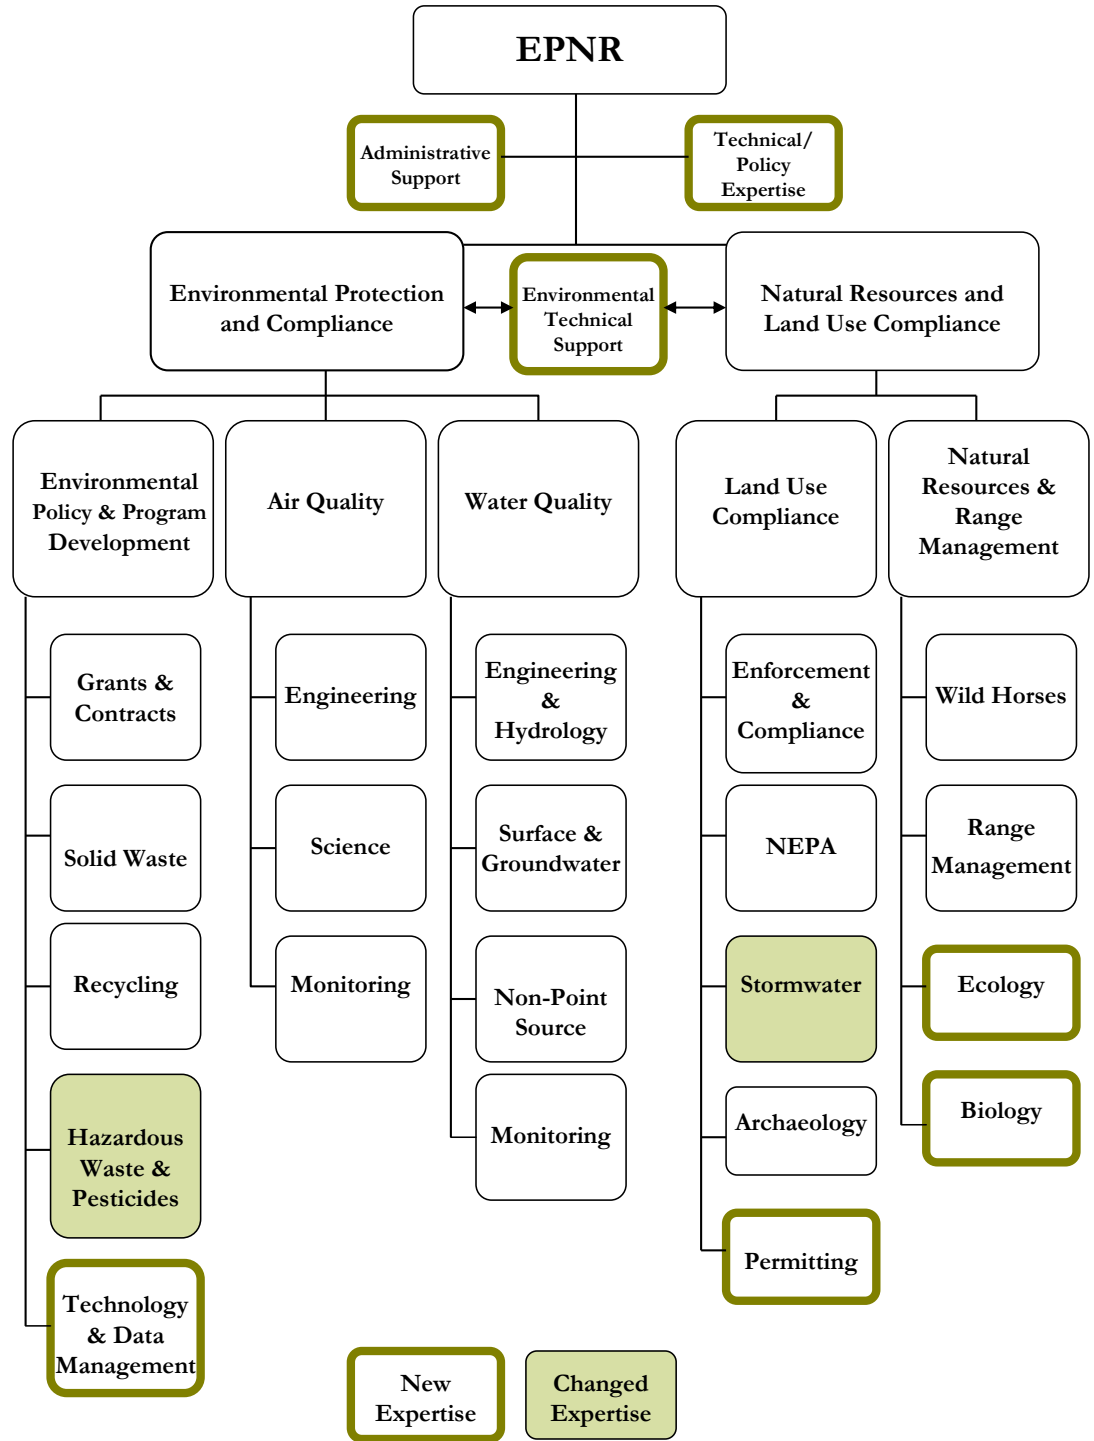 EPNR
Administrative
Support
Technical/
Policy
Expertise
Environmental Protection
and Compliance
Environmental
Technical
Support
Natural Resources and
Land Use Compliance
Environmental
Policy & Program
Development
Air Quality
Water Quality
Land Use
Compliance
Natural
Resources &
Range
Management
Grants &
Contracts
Solid Waste
Recycling
Hazardous
Waste &
Pesticides
Technology
& Data
Management
Engineering
Science
Monitoring
Engineering
&
Hydrology
Surface &
Groundwater
Non-Point
Source
Monitoring
Enforcement
&
Compliance
NEPA
Stormwater
Archaeology
Permitting
Wild Horses
Range
Management
Ecology
Biology
New
Expertise
Changed
Expertise